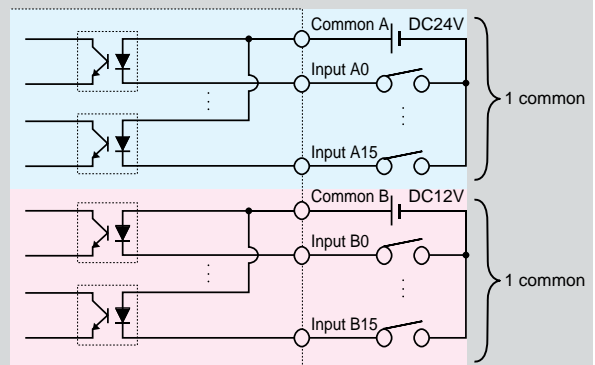 Common A DC24V
Input A0
Input A15
1 common
Common B DC12V
Input B0
Input B15
1 common